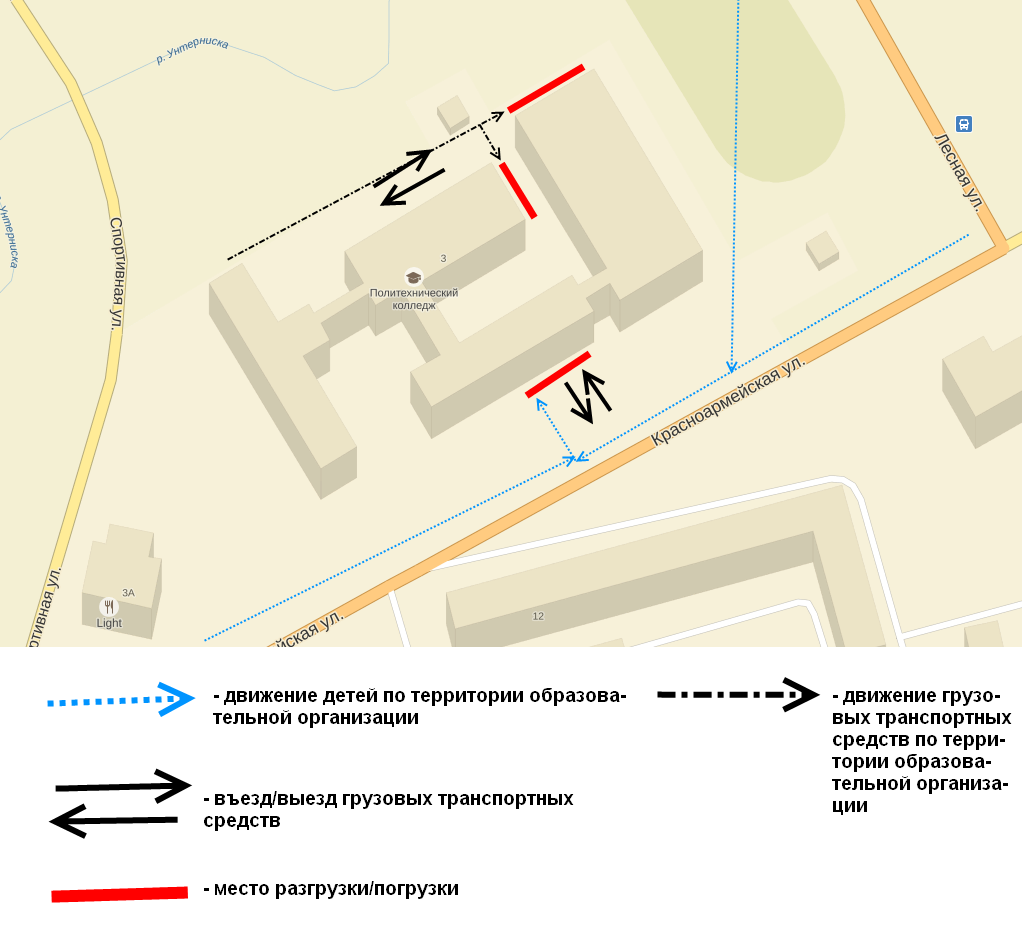 р. Унтерниска
Унтерниска
Спортивная ул.
Лесная ул.
3
Политехнический
колледж
Красноармейская ул.
3А
Light
ртивная ул.
йская ул.
12
- движение детей по территории образова-
тельной организации
- движение грузо-
вых транспортных
средств по терри-
тории образова-
тельной организа-
ции
- въезд/выезд грузовых транспортных
средств
- место разгрузки/погрузки